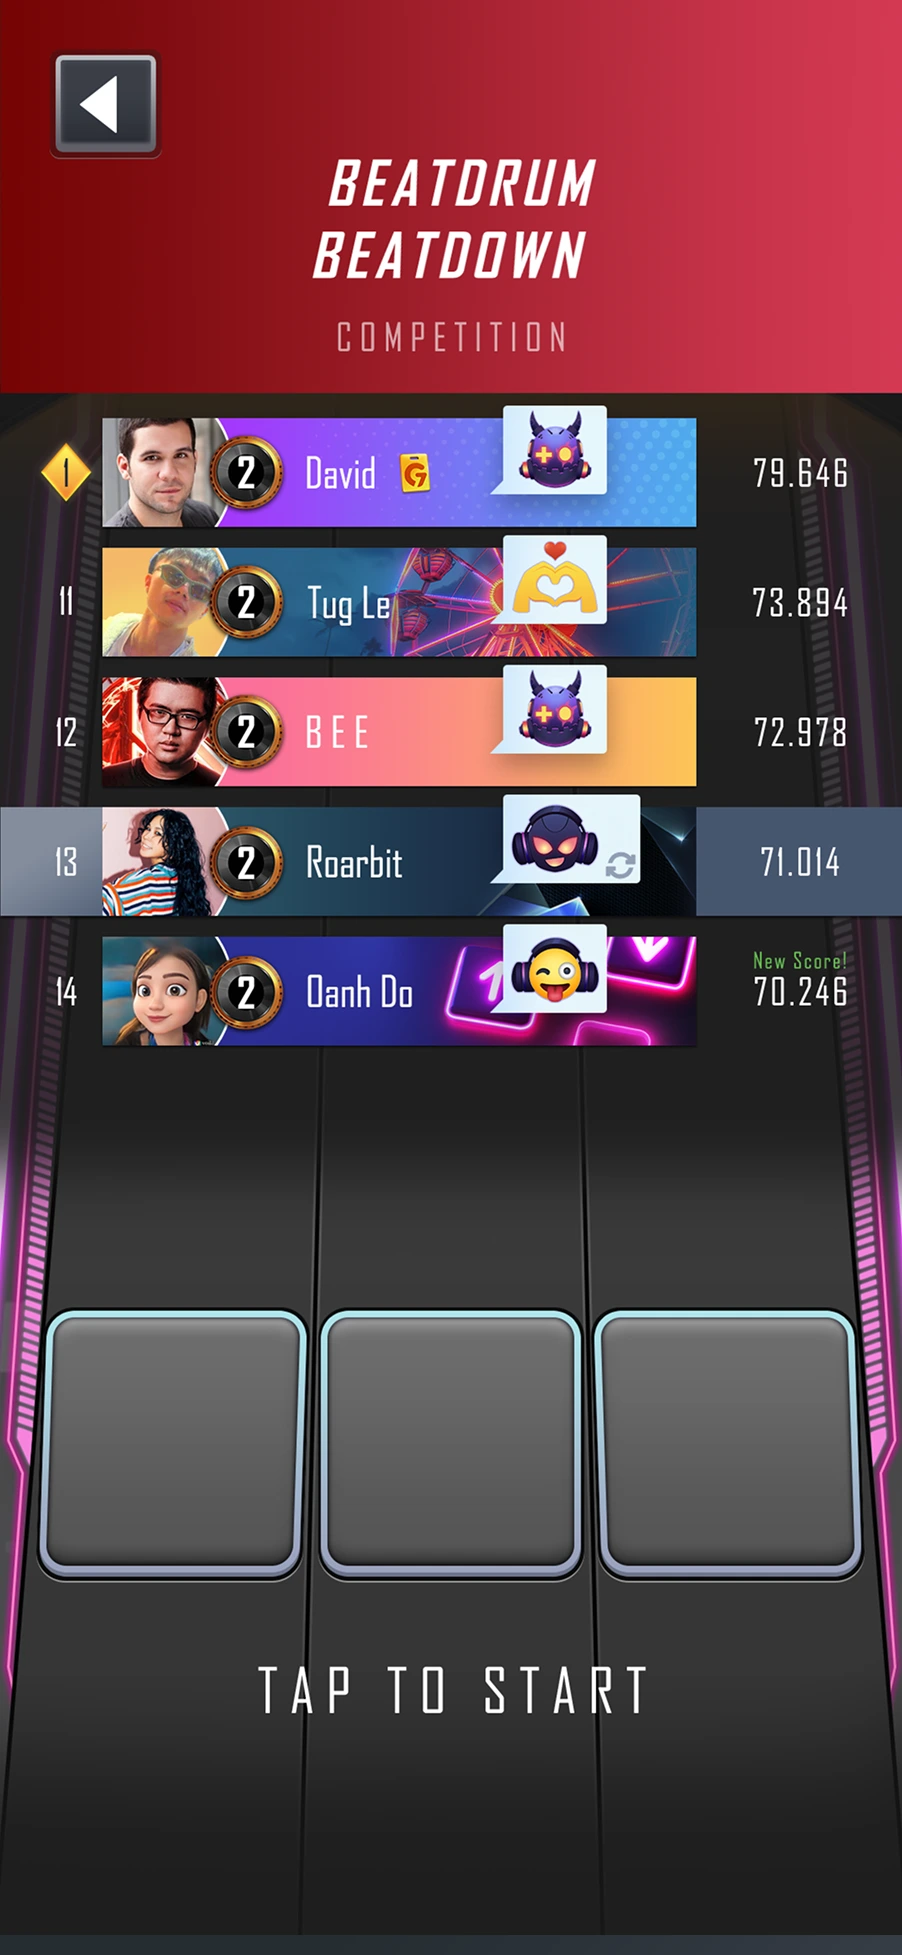 BEATDRUM
BEATDOWN
COMPETITION
1 2 David G 79.646
11 2 Tug Le 73.894
12 2 BEE 72.978
13 2 Roarbit 71.014
New Score!
14 2 Oanh Do 70.246
TAP TO START